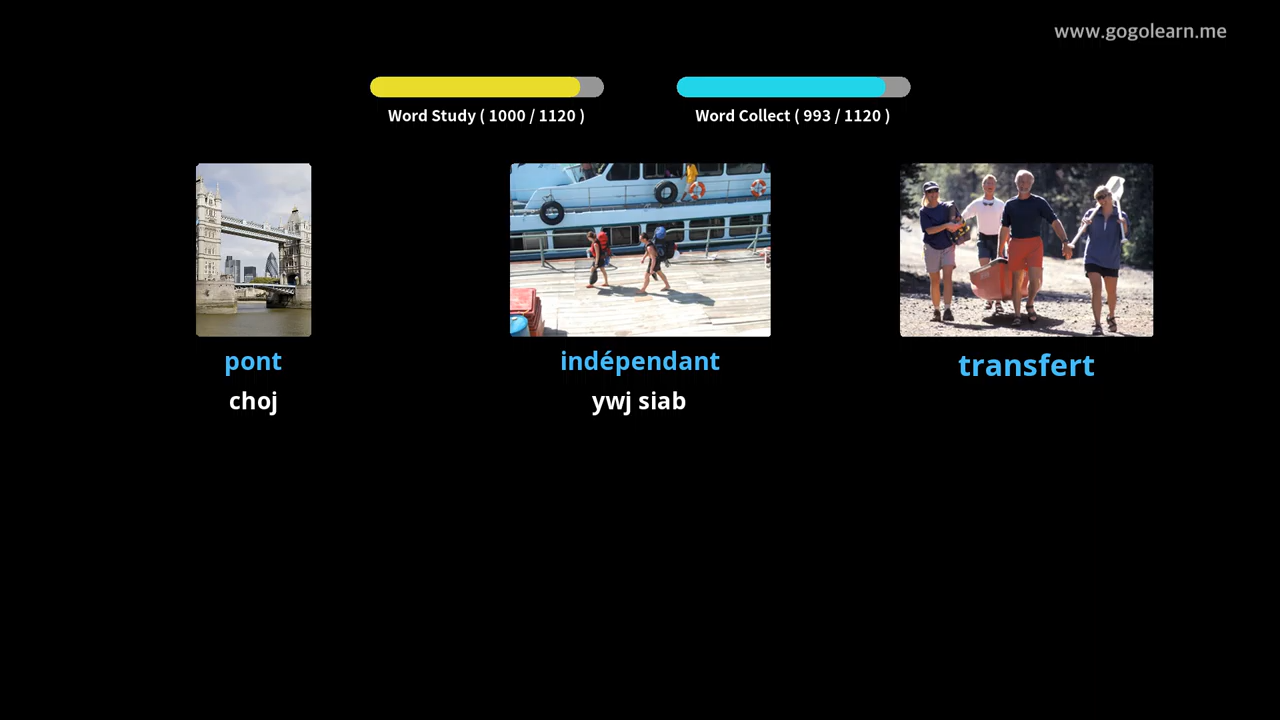 www.gogolearn.me
Word Study ( 1000 / 1120 )
Word Collect ( 993 / 1120 )
pont
choj
indépendant
ywj siab
transfert